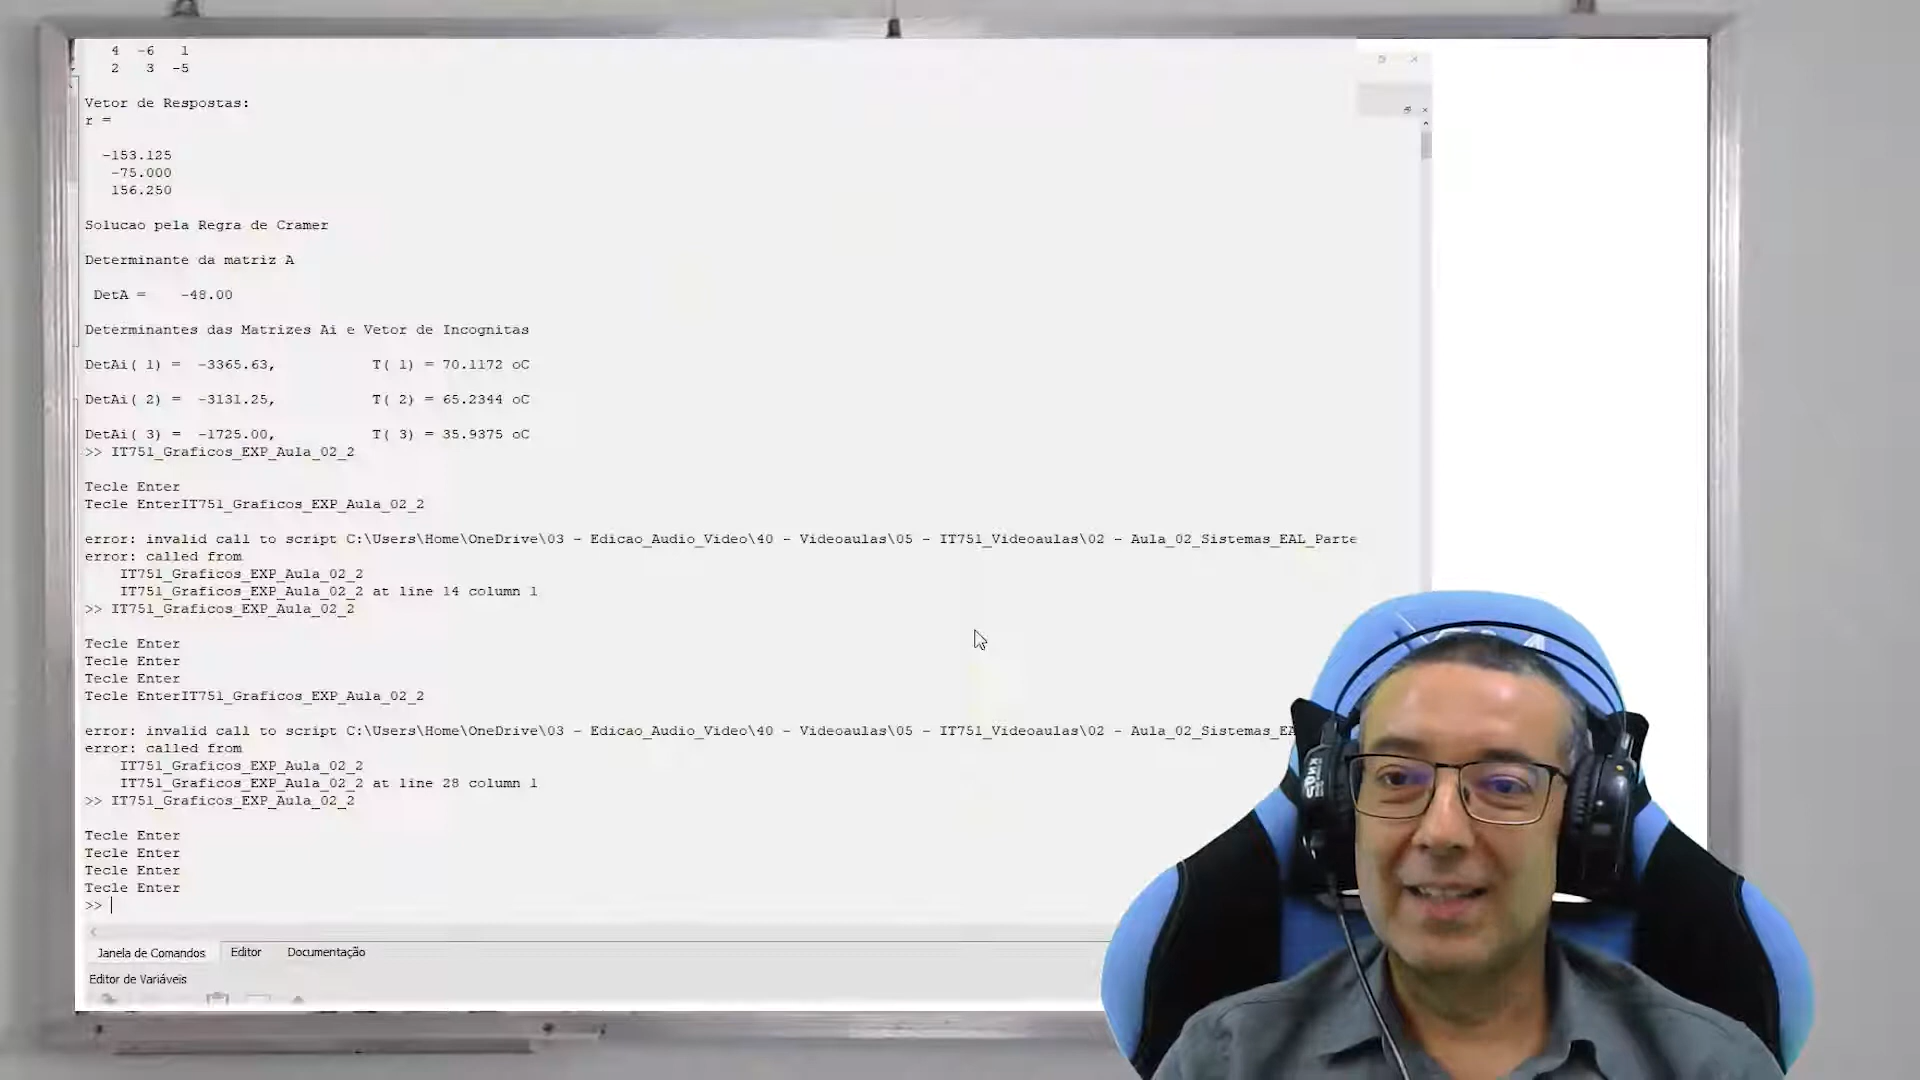 4 -6 1
2 3 -5
Vetor de Respostas:
r =
-153.125
-75.000
156.250
Solucao pela Regra de Cramer
Determinante da matriz A
DetA = -48.00
Determinantes das Matrizes Ai e Vetor de Incognitas
DetAi( 1) = -3365.63, T( 1) = 70.1172 oC
DetAi( 2) = -3131.25, T( 2) = 65.2344 oC
DetAi( 3) = -1725.00, T( 3) = 35.9375 oC
>> IT751_Graficos_EXP_Aula_02_2
Tecle Enter
Tecle EnterIT751_Graficos_EXP_Aula_02_2
error: invalid call to script C:\Users\Home\OneDrive\03 - Edicao_Audio_Video\40 - Videoaulas\05 - IT751_Videoaulas\02 - Aula_02_Sistemas_EAL_Parte
error: called from
IT751_Graficos_EXP_Aula_02_2
IT751_Graficos_EXP_Aula_02_2 at line 14 column 1
>> IT751_Graficos_EXP_Aula_02_2
Tecle Enter
Tecle Enter
Tecle Enter
Tecle EnterIT751_Graficos_EXP_Aula_02_2
error: invalid call to script C:\Users\Home\OneDrive\03 - Edicao_Audio_Video\40 - Videoaulas\05 - IT751_Videoaulas\02 - Aula_02_Sistemas_EA
error: called from
IT751_Graficos_EXP_Aula_02_2
IT751_Graficos_EXP_Aula_02_2 at line 28 column 1
>> IT751_Graficos_EXP_Aula_02_2
Tecle Enter
Tecle Enter
Tecle Enter
Tecle Enter
>>
Janela de Comandos Editor Documentação
Editor de Variáveis